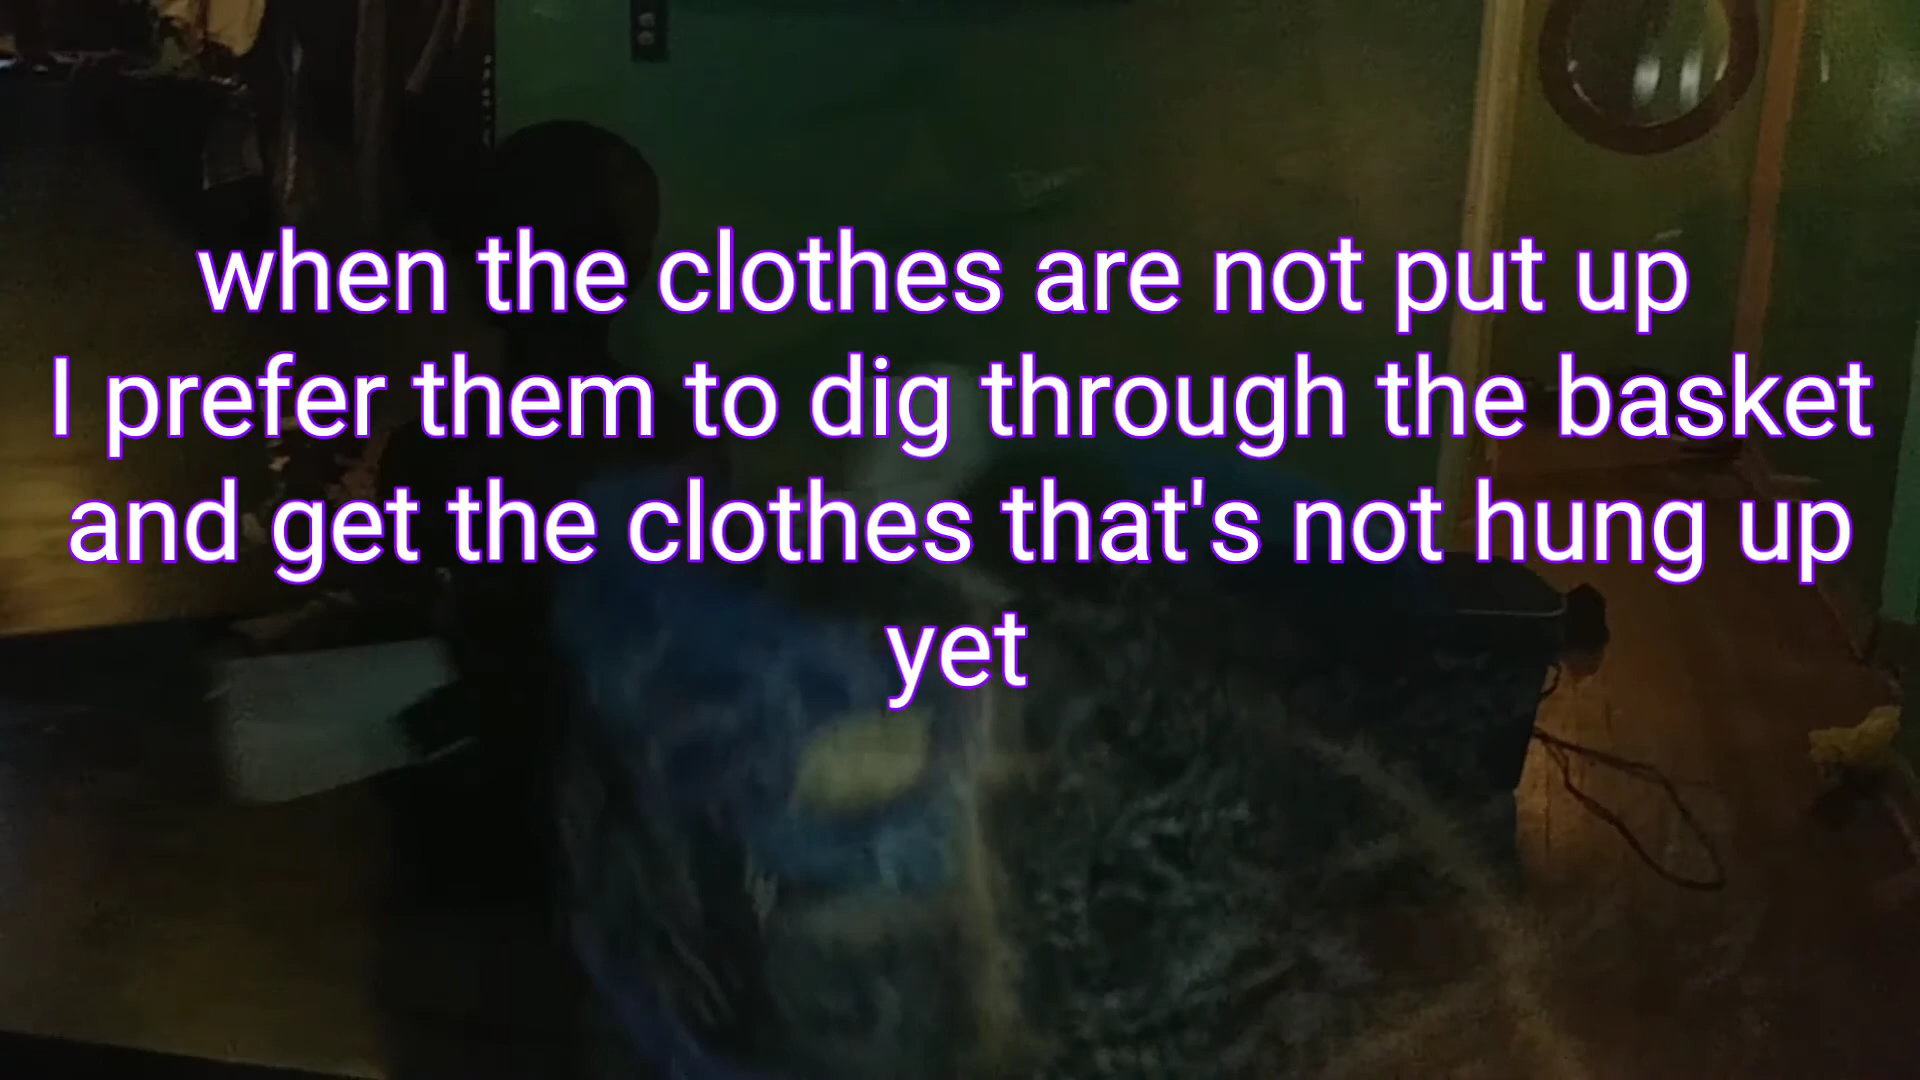 when the clothes are not put up
I prefer them to dig through the basket
and get the clothes that's not hung up
yet